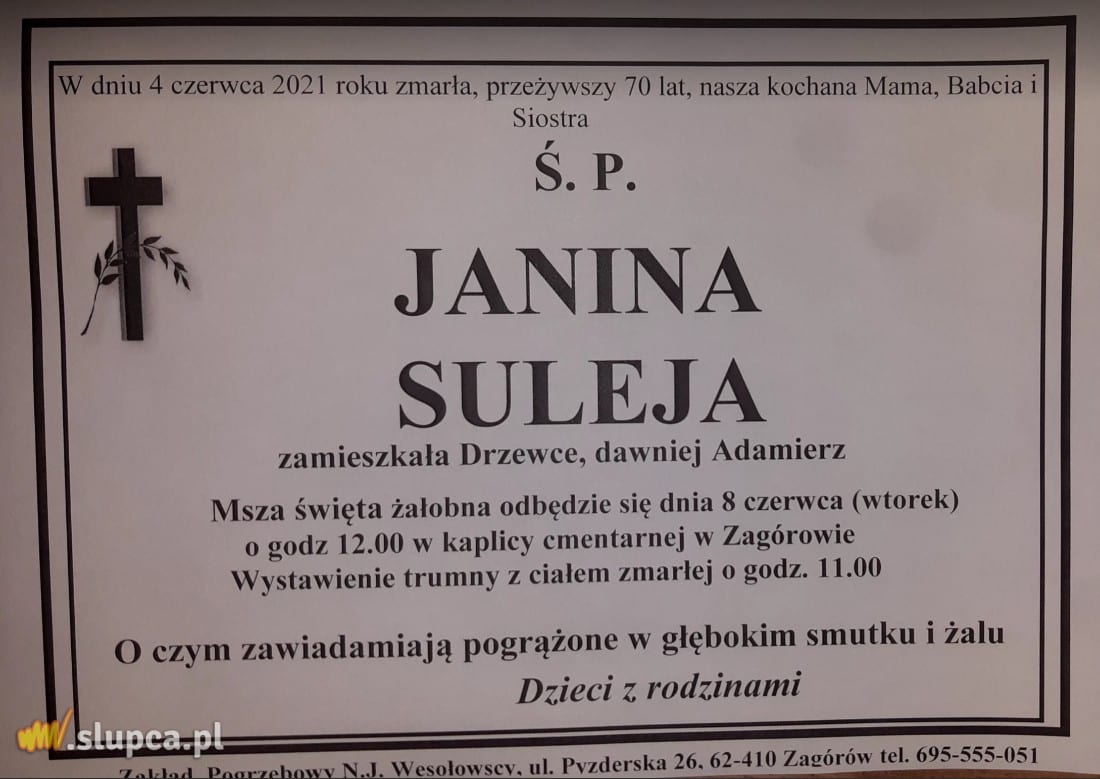 W dniu 4 czerwca 2021 roku zmarła, przeżywszy 70 lat, nasza kochana Mama, Babcia i
Siostra
Ś. P.
JANINA
SULEJA
zamieszkała Drzewce, dawniej Adamierz
Msza święta żałobna odbędzie się dnia 8 czerwca (wtorek)
o godz 12.00 w kaplicy cmentarnej w Zagórowie
Wystawienie trumny z ciałem zmarłej o godz. 11.00
O czym zawiadamiają pogrążone w głębokim smutku i żalu
Dzieci z rodzinami
.slupca.pl
Zakład Pogrzebowy N.J. Wesołowscy, ul. Pyzderska 26, 62-410 Zagórów tel. 695-555-051